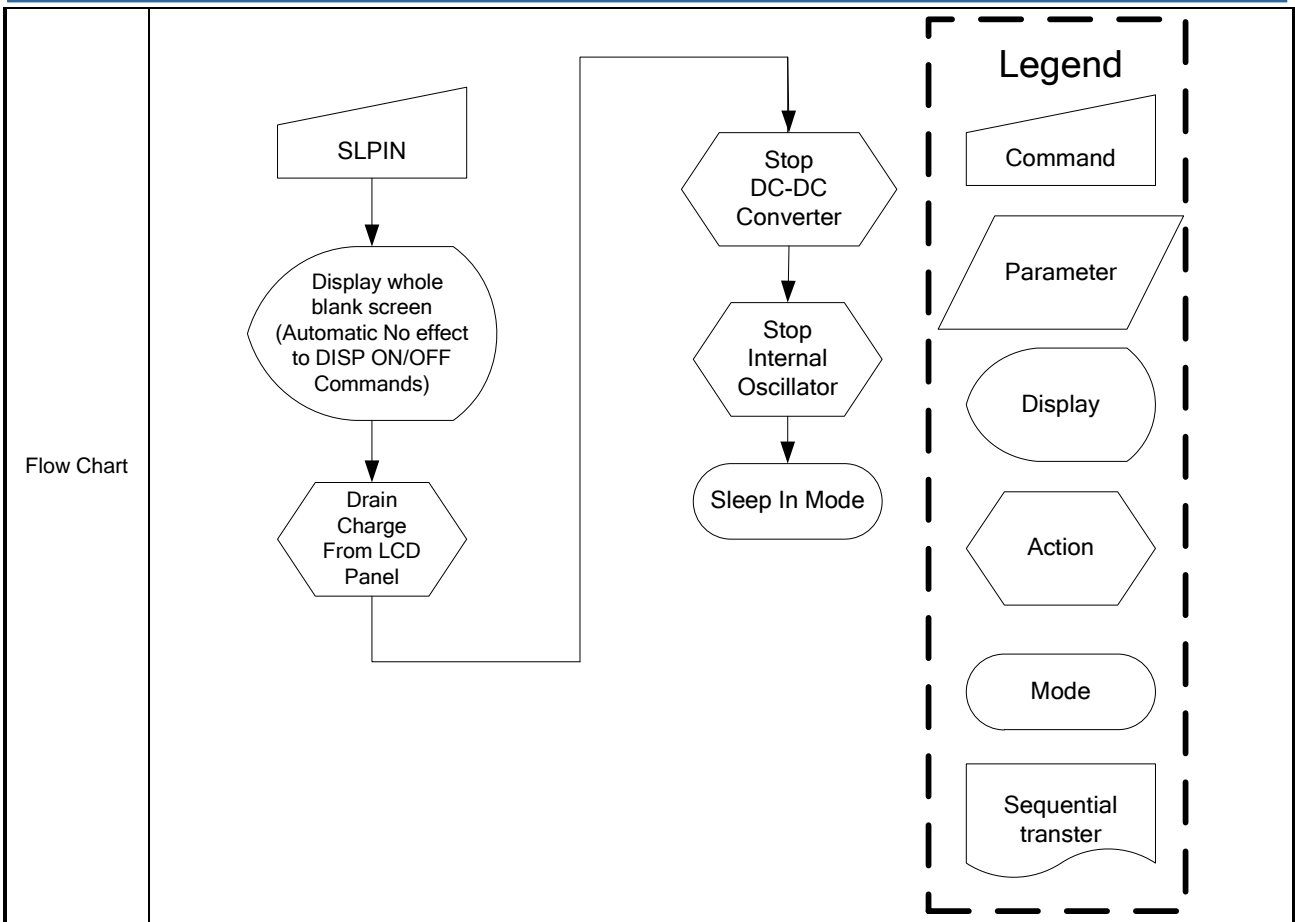 Flow Chart
SLPIN
Display whole
blank screen
(Automatic No effect
to DISP ON/OFF
Commands)
Drain
Charge
From LCD
Panel
Stop
DC-DC
Converter
Stop
Internal
Oscillator
Sleep In Mode
Legend
Command
Parameter
Display
Action
Mode
Sequential
transter